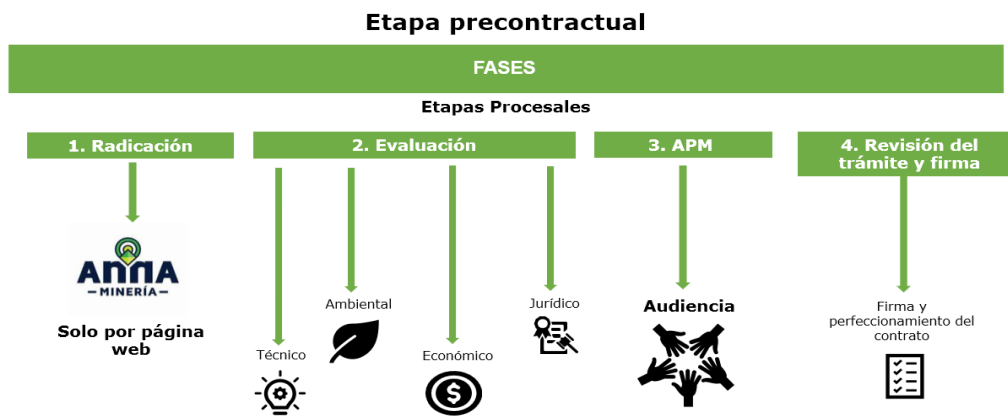 Etapa precontractual
FASES
Etapas Procesales
1. Radicación
2. Evaluación
3. APM
4. Revisión del
trámite y firma
ANNA
—MINERÍA—
Solo por página
web
Técnico
Ambiental
Económico
Jurídico
Audiencia
Firma y
perfeccionamiento del
contrato